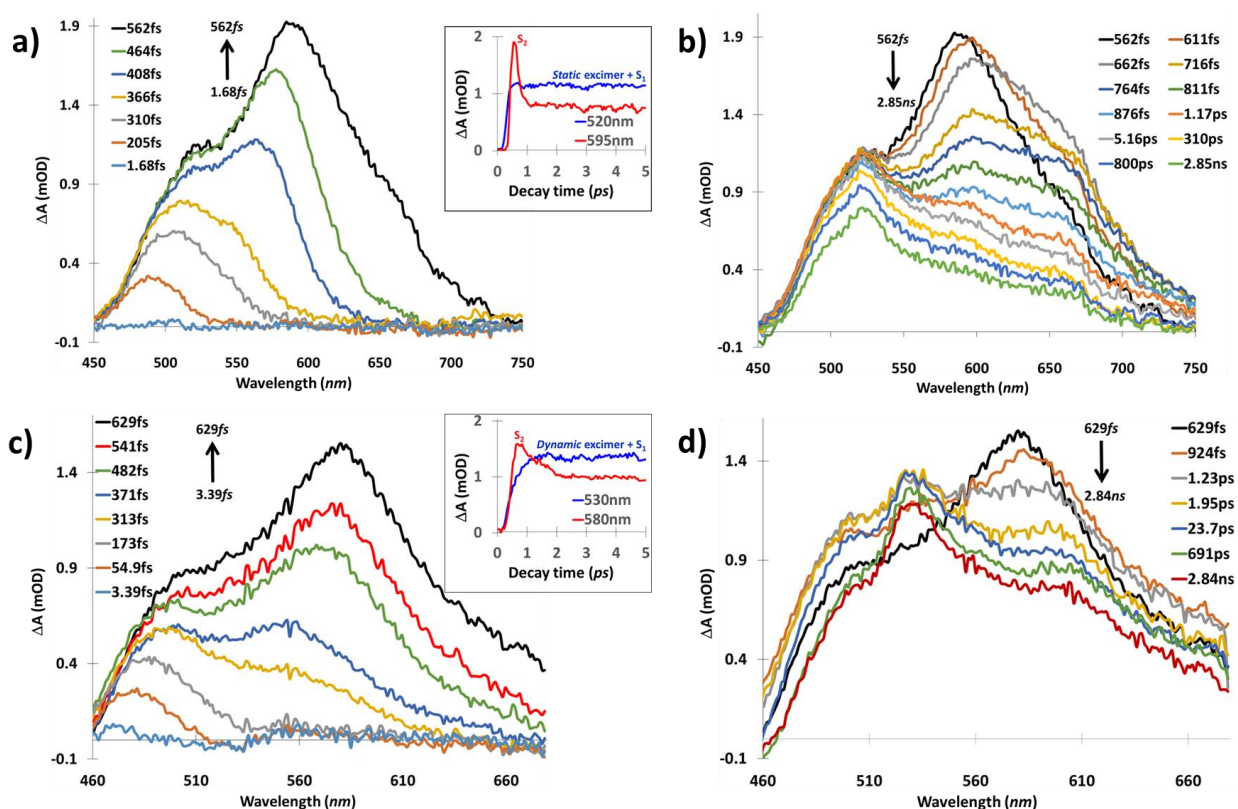 a)
562fs
464fs
408fs
366fs
310fs
205fs
1.68fs
562fs
1.68fs
1.9
1.4
0.9
0.4
-0.1
ΔA (mOD)
450 500 550 600 650 700 750
Wavelength (nm)
S2
Static excimer + S1
520nm
595nm
2
1
0
ΔA (mOD)
0 1 2 3 4 5
Decay time (ps)
b)
562fs
2.85ns
562fs 611fs
662fs 716fs
764fs 811fs
876fs 1.17ps
5.16ps 310ps
800ps 2.85ns
1.9
1.4
0.9
0.4
-0.1
ΔA (mOD)
450 500 550 600 650 700 750
Wavelength (nm)
c)
629fs
541fs
482fs
371fs
313fs
173fs
54.9fs
3.39fs
629fs
3.39fs
1.4
0.9
0.4
-0.1
ΔA (mOD)
460 510 560 610 660
Wavelength (nm)
S2
Dynamic excimer + S1
530nm
580nm
2
1
0
ΔA (mOD)
0 1 2 3 4 5
Decay time (ps)
d)
629fs
2.84ns
629fs
924fs
1.23ps
1.95ps
23.7ps
691ps
2.84ns
1.4
0.9
0.4
-0.1
ΔA (mOD)
460 510 560 610 660
Wavelength (nm)